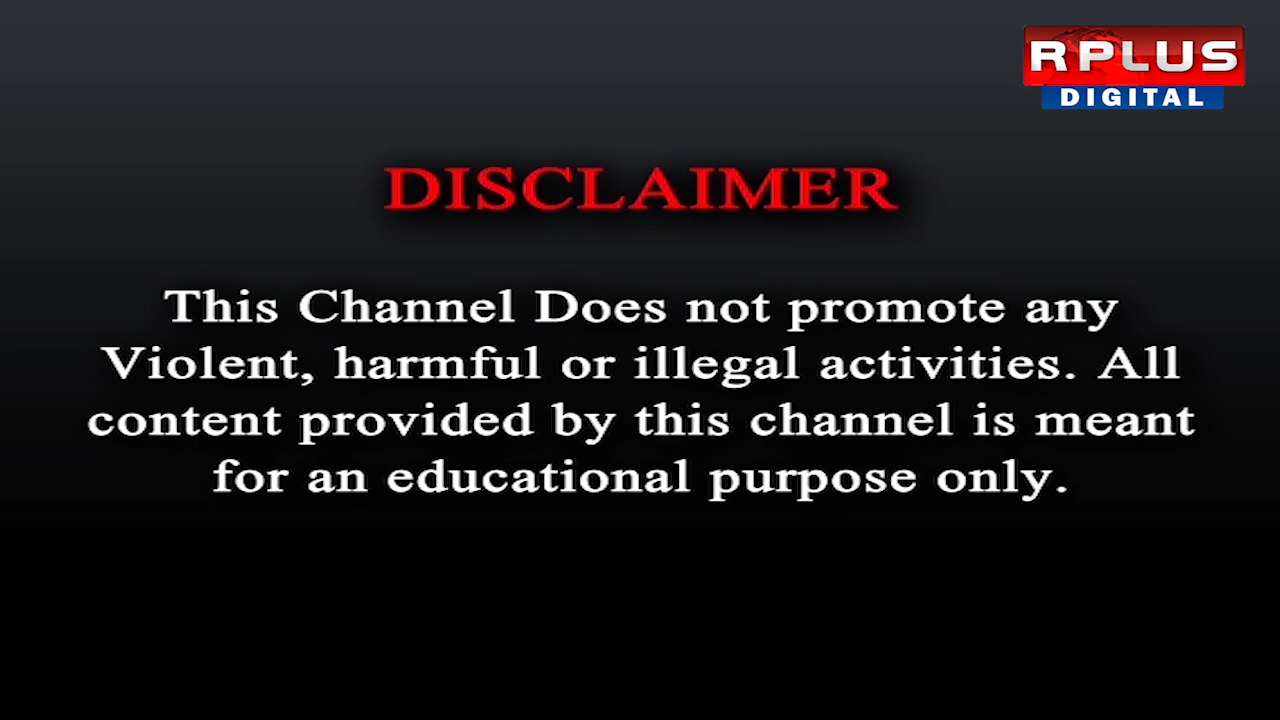 RPLUS
DIGITAL
DISCLAIMER
This Channel Does not promote any
Violent, harmful or illegal activities. All
content provided by this channel is meant
for an educational purpose only.